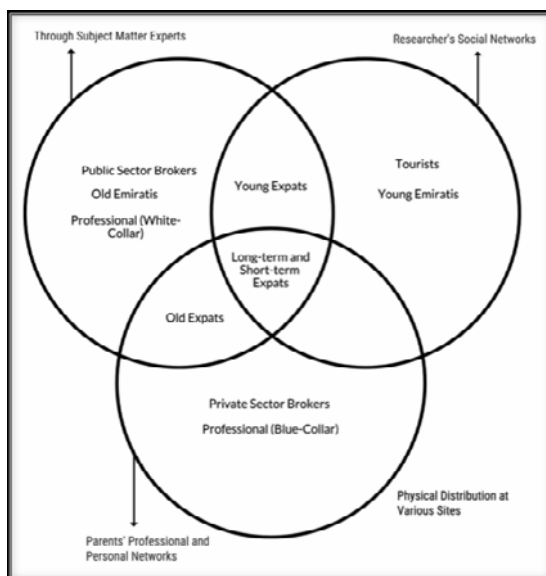 Through Subject Matter Experts
Researcher's Social Networks
Public Sector Brokers
Old Emiratis
Professional (White-
Collar)
Young Expats
Tourists
Young Emiratis
Long-term and
Short-term
Expats
Old Expats
Private Sector Brokers
Professional (Blue-Collar)
Physical Distribution at
Various Sites
Parents' Professional and
Personal Networks